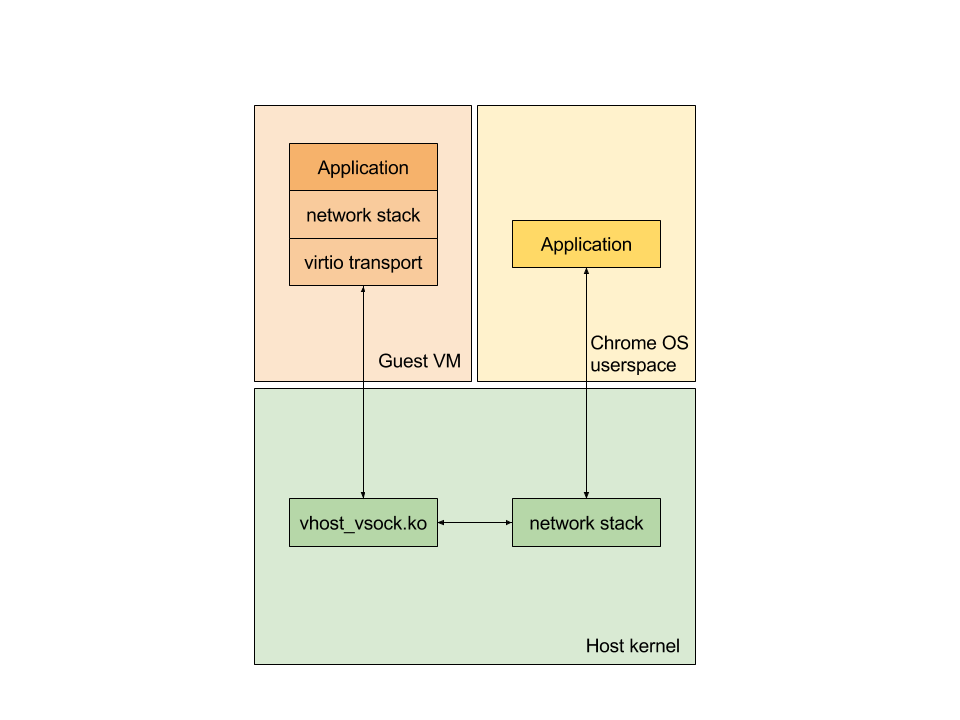 Application
network stack
virtio transport
Guest VM
Application
Chrome OS
userspace
vhost_vsock.ko
network stack
Host kernel